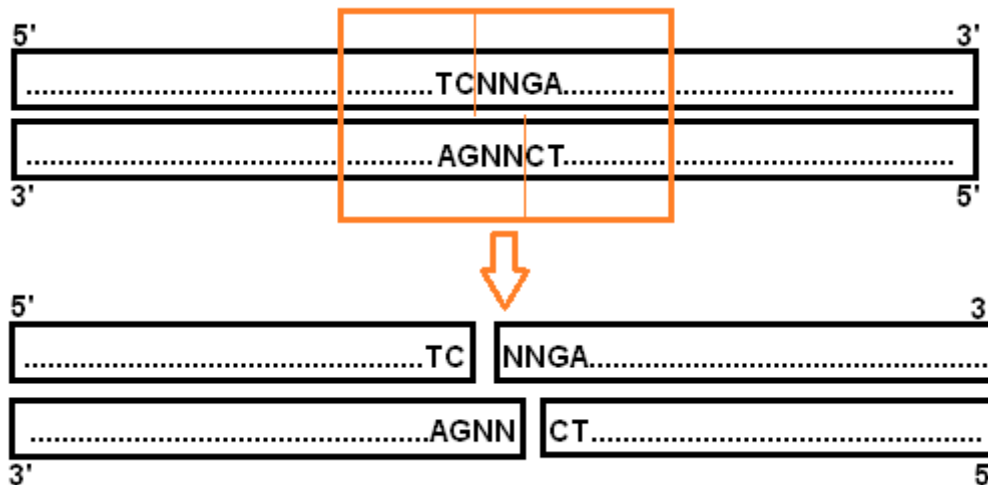 5' 3'
..................................................TCNNGA................................................
..................................................AGNNCT................................................
3' 5'
5' 3
.................................................TC NNGA................................................
.................................................AGNN CT................................................
3' 5